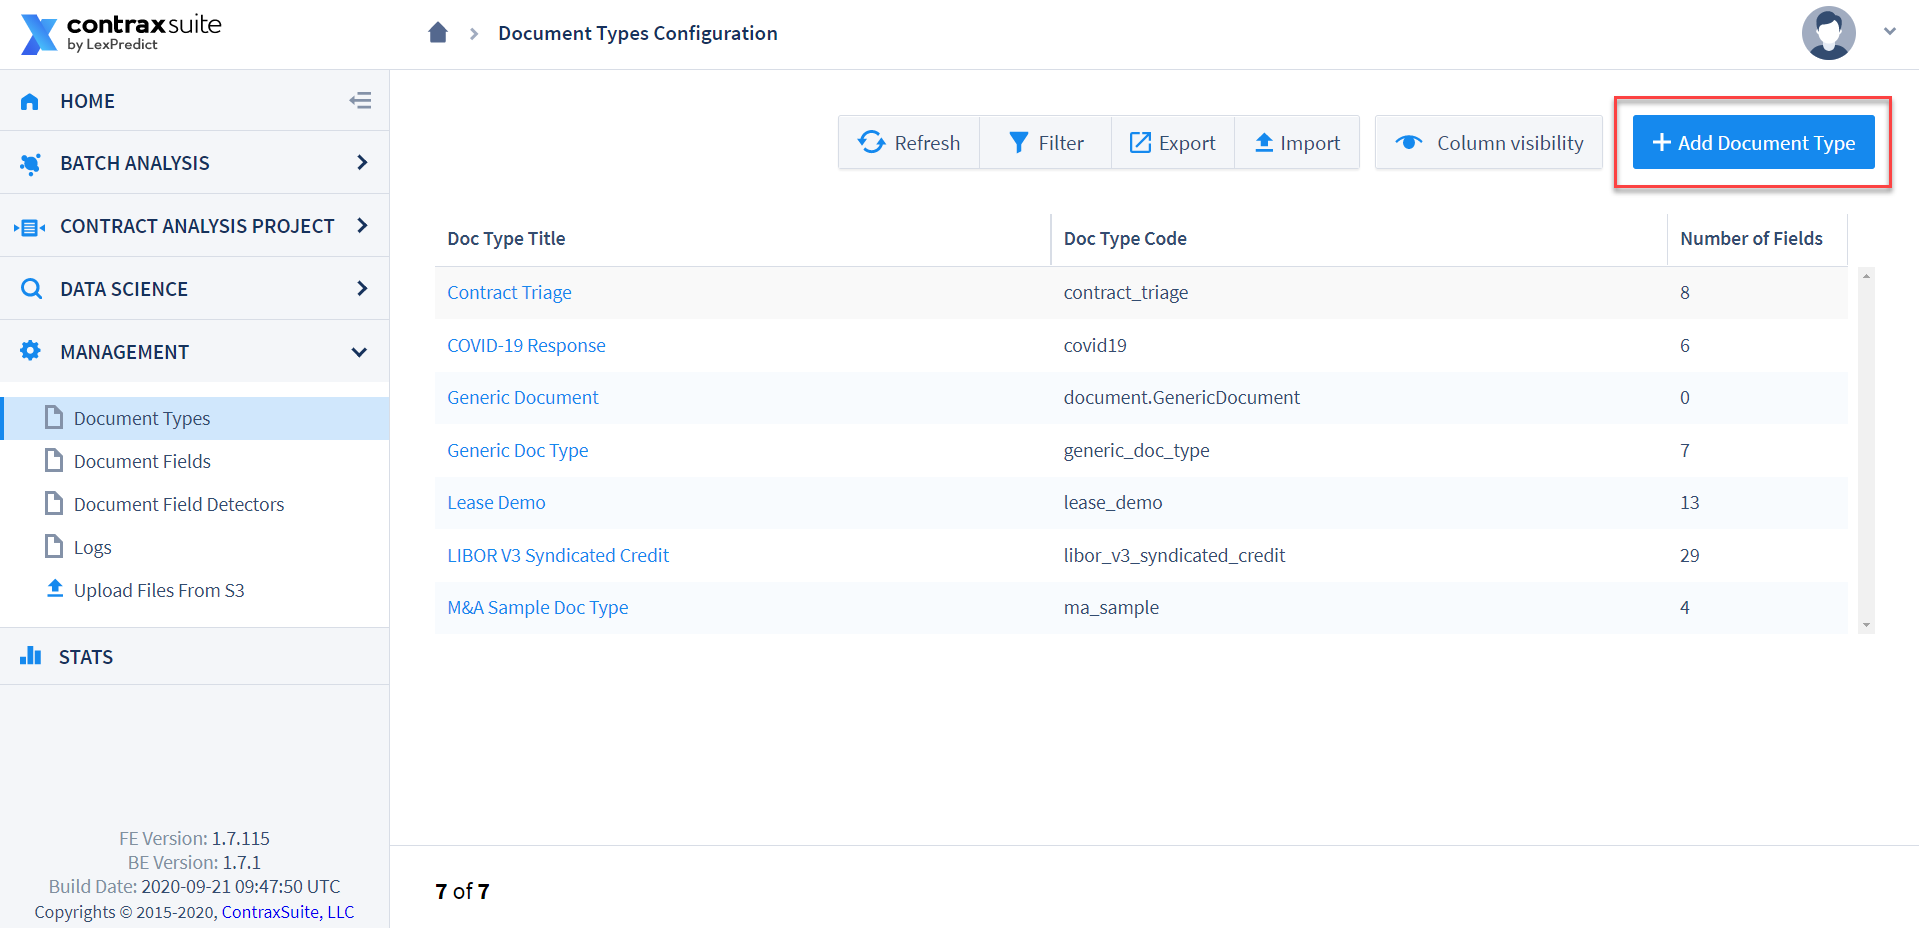 contraxsuite
by LexPredict
Document Types Configuration
HOME
BATCH ANALYSIS
CONTRACT ANALYSIS PROJECT
DATA SCIENCE
MANAGEMENT
Document Types
Document Fields
Document Field Detectors
Logs
Upload Files From S3
STATS
FE Version: 1.7.115
BE Version: 1.7.1
Build Date: 2020-09-21 09:47:50 UTC
Copyrights © 2015-2020, ContraxSuite, LLC
Refresh Filter Export Import Column visibility + Add Document Type
Doc Type Title Doc Type Code Number of Fields
Contract Triage contract_triage 8
COVID-19 Response covid19 6
Generic Document document.GenericDocument 0
Generic Doc Type generic_doc_type 7
Lease Demo lease_demo 13
LIBOR V3 Syndicated Credit libor_v3_syndicated_credit 29
M&A Sample Doc Type ma_sample 4
7 of 7